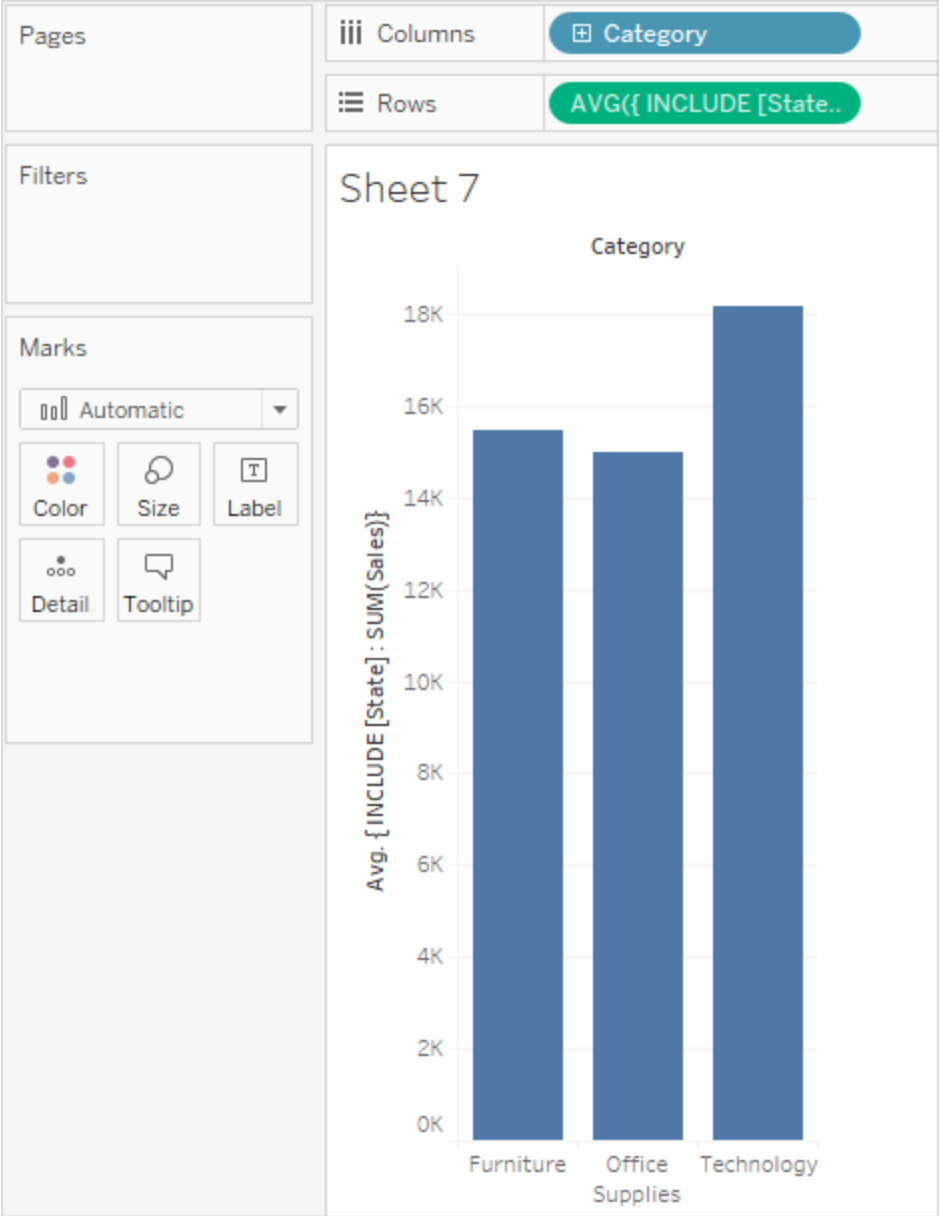 Pages
Columns
Category
Rows
AVG({ INCLUDE [State..
Filters
Sheet 7
Category
Marks
Automatic
Color
Size
T
Label
Detail
Tooltip
Avg. { INCLUDE [State] : SUM(Sales)}
18K
16K
14K
12K
10K
8K
6K
4K
2K
0K
Furniture
Office
Supplies
Technology